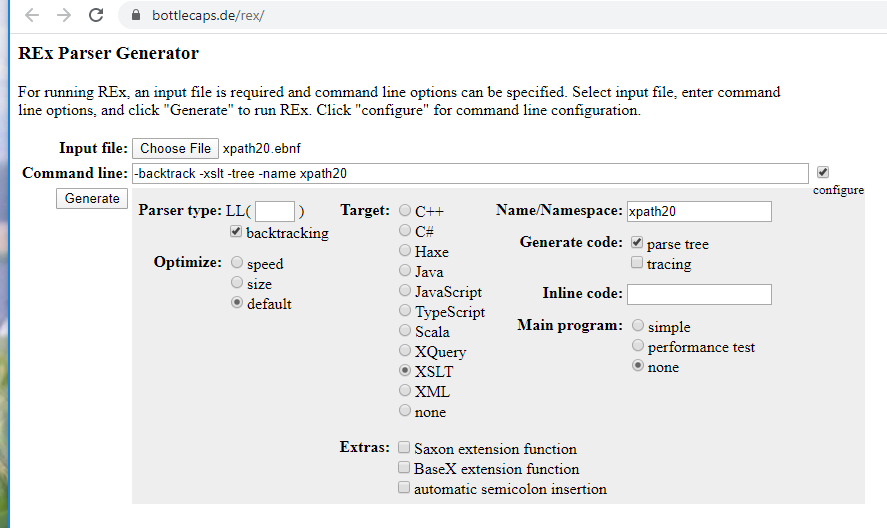 bottlecaps.de/rex/
REx Parser Generator
For running REx, an input file is required and command line options can be specified. Select input file, enter command
line options, and click "Generate" to run REx. Click "configure" for command line configuration.
Input file: Choose File xpath20.ebnf
Command line: -backtrack -xslt -tree -name xpath20
configure
Generate
Parser type: LL( )
backtracking
Optimize: speed
size
default
Target: C++
C#
Haxe
Java
JavaScript
TypeScript
Scala
XQuery
XSLT
XML
none
Name/Namespace: xpath20
Generate code: parse tree
tracing
Inline code:
Main program: simple
performance test
none
Extras: Saxon extension function
BaseX extension function
automatic semicolon insertion